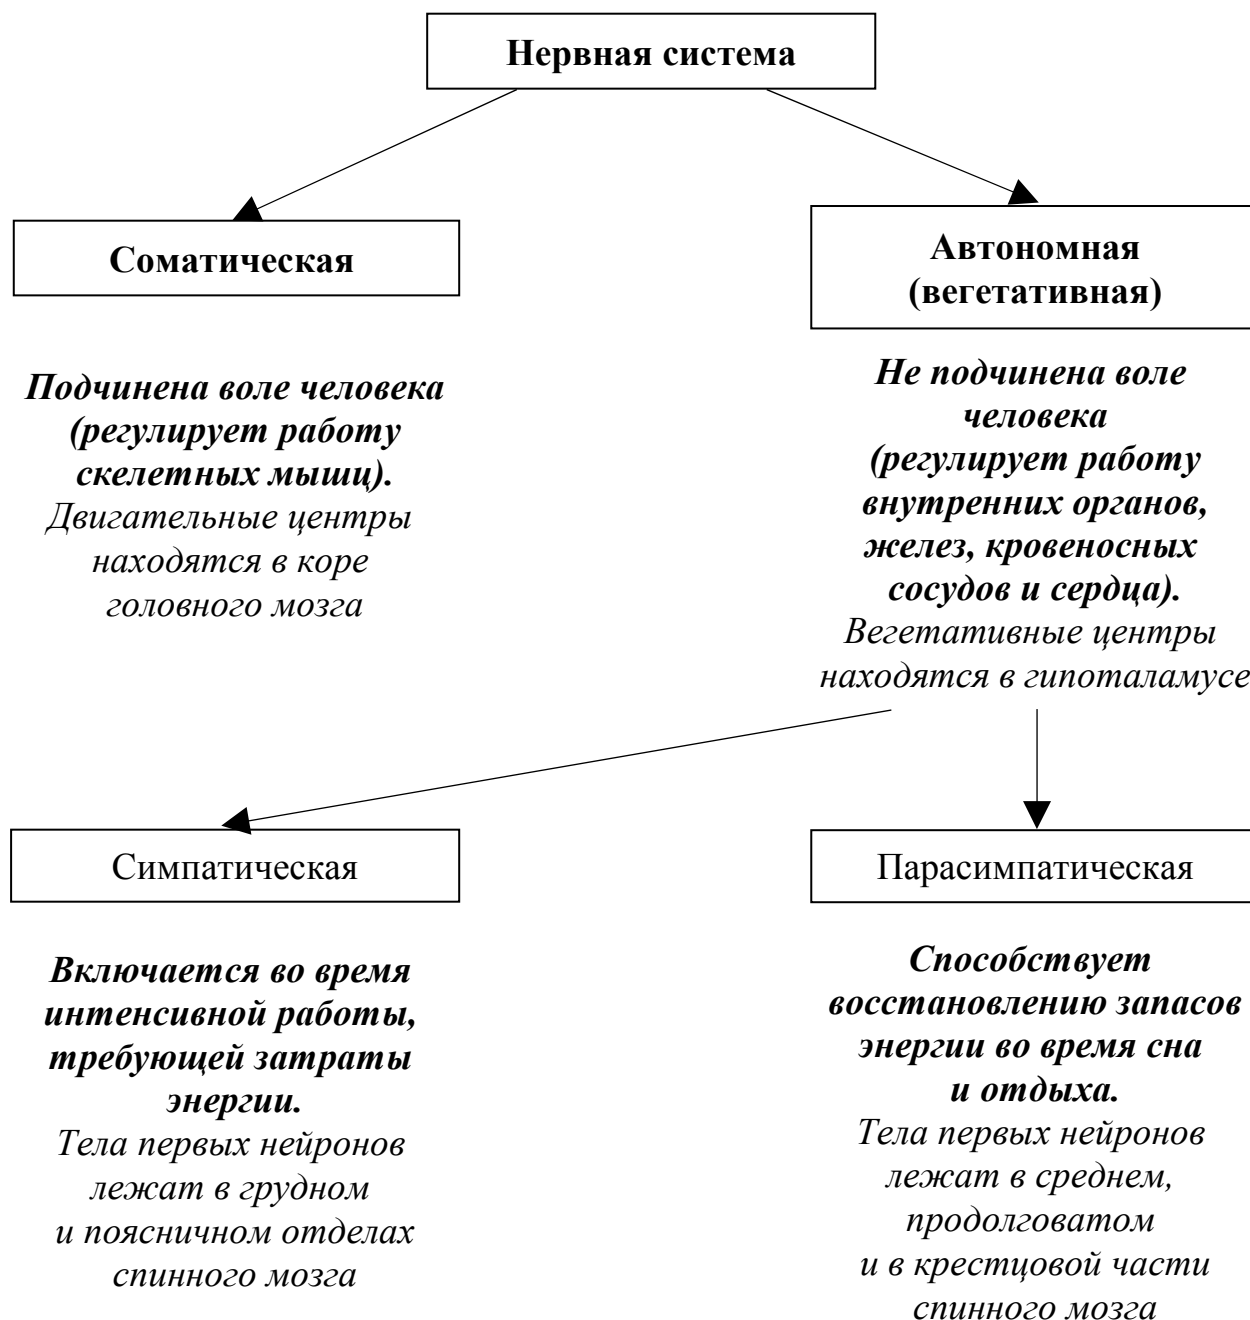 Нервная система
Соматическая
Автономная
(вегетативная)
Подчинена воле человека
(регулирует работу
скелетных мышц).
Двигательные центры
находятся в коре
головного мозга
Не подчинена воле
человека
(регулирует работу
внутренних органов,
желез, кровеносных
сосудов и сердца).
Вегетативные центры
находятся в гипоталамусе
Симпатическая
Парасимпатическая
Включается во время
интенсивной работы,
требующей затраты
энергии.
Тела первых нейронов
лежат в грудном
и поясничном отделах
спинного мозга
Способствует
восстановлению запасов
энергии во время сна
и отдыха.
Тела первых нейронов
лежат в среднем,
продолговатом
и в крестцовой части
спинного мозга